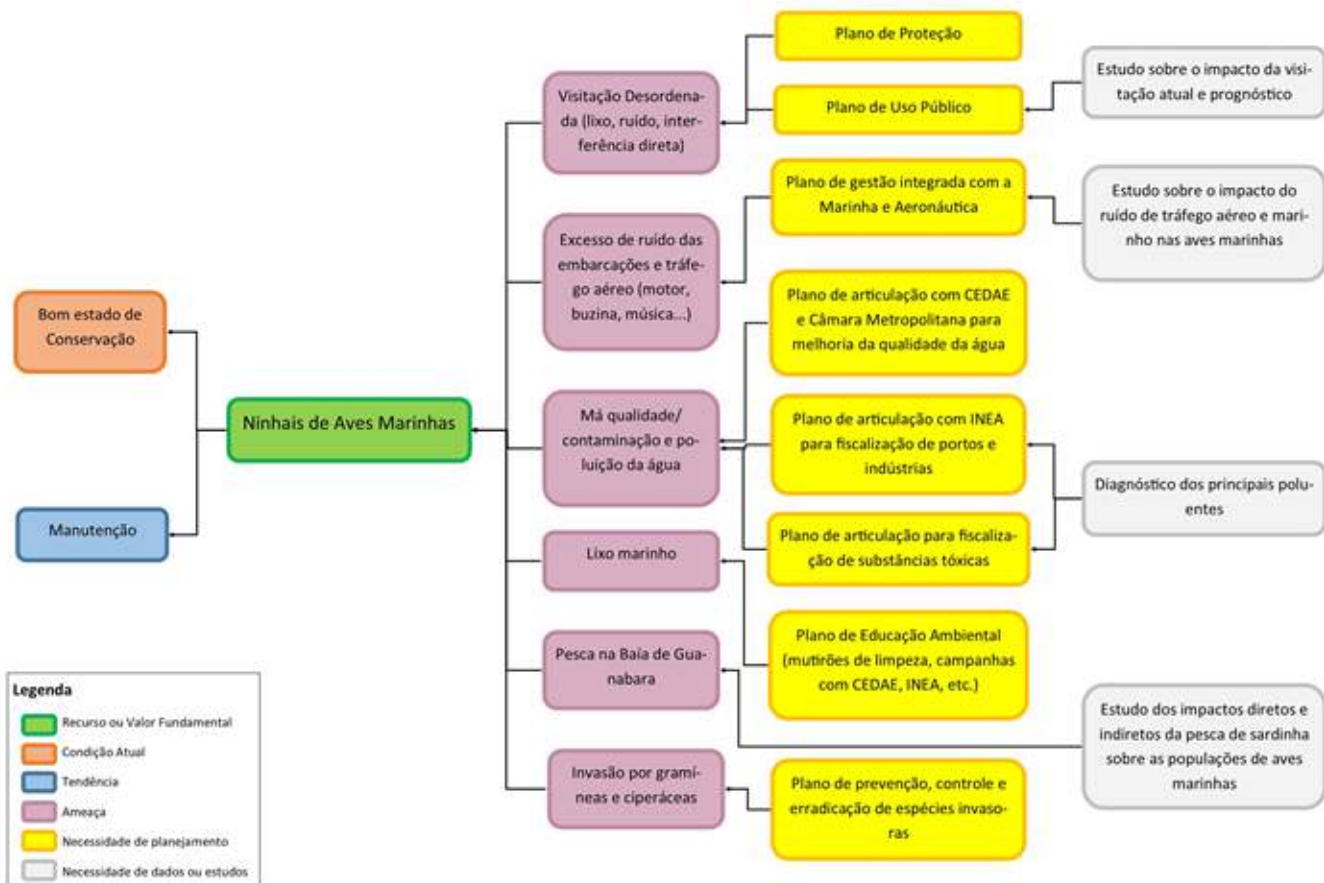 Bom estado de
Conservação
Manutenção
Ninhais de Aves Marinhas
Visitação Desordena-
da (lixo, ruído, inter-
ferência direta)
Excesso de ruído das
embarcações e tráfe-
go aéreo (motor,
buzina, música...)
Má qualidade/
contaminação e po-
luição da água
Lixo marinho
Pesca na Baía de Gua-
nabara
Invasão por gramí-
neas e ciperáceas
Plano de Proteção
Plano de Uso Público
Plano de gestão integrada com a
Marinha e Aeronáutica
Plano de articulação com CEDAE
e Câmara Metropolitana para
melhoria da qualidade da água
Plano de articulação com INEA
para fiscalização de portos e
indústrias
Plano de articulação para fiscaliza-
ção de substâncias tóxicas
Plano de Educação Ambiental
(mutirões de limpeza, campanhas
com CEDAE, INEA, etc.)
Plano de prevenção, controle e
erradicação de espécies invaso-
ras
Estudo sobre o impacto da visi-
tação atual e prognóstico
Estudo sobre o impacto do
ruído de tráfego aéreo e mari-
nho nas aves marinhas
Diagnóstico dos principais polu-
entes
Estudo dos impactos diretos e
indiretos da pesca de sardinha
sobre as populações de aves
marinhas
Legenda
Recurso ou Valor Fundamental
Condição Atual
Tendência
Ameaça
Necessidade de planejamento
Necessidade de dados ou estudos